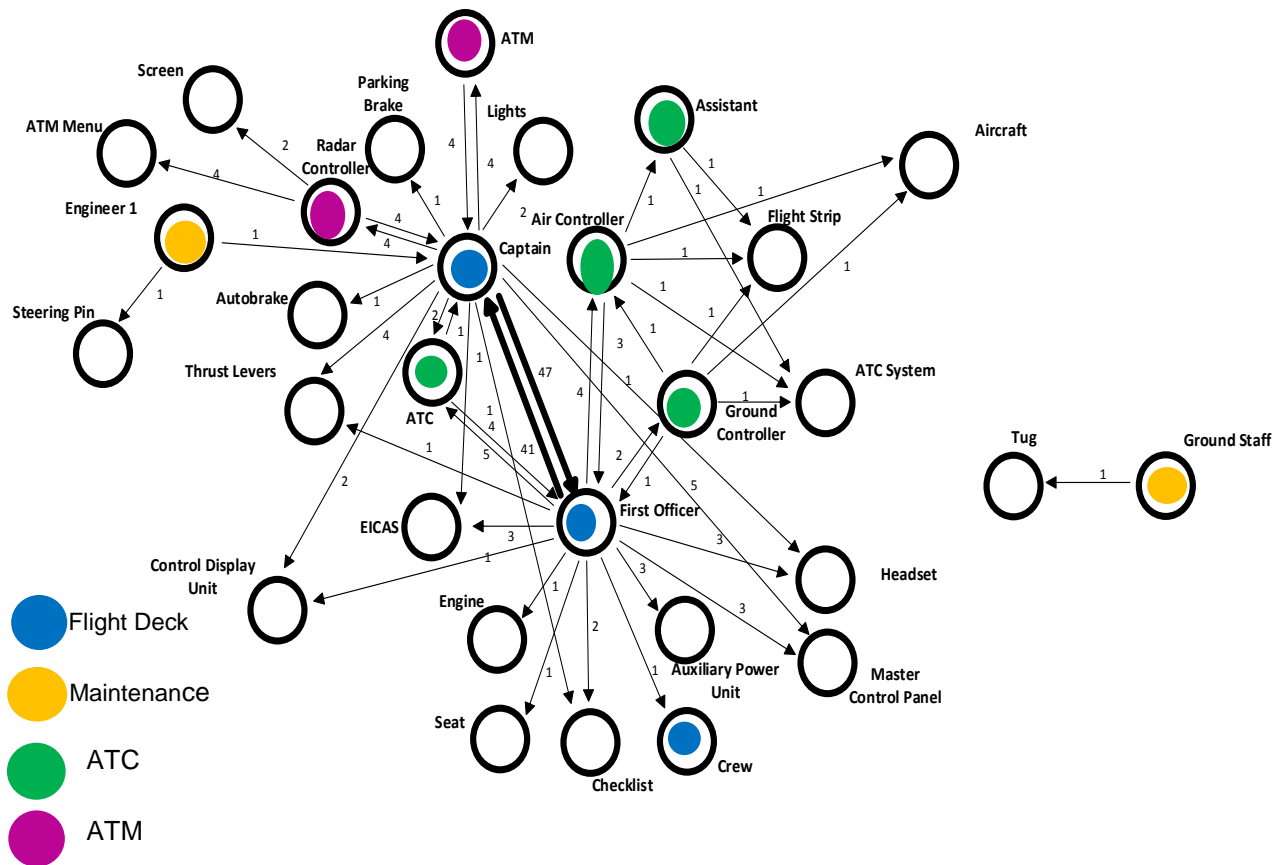 ATM
Screen
Parking
Brake
Lights
Assistant
ATM Menu
Radar
Controller
Aircraft
4
4
2
1
1
4
1
Engineer 1
1
4
4
2
Air Controller
Flight Strip
Captain
1
1
1
1
Steering Pin
Autobrake
1
2
1
1
1
3
1
Thrust Levers
4
1
47
4
1
ATC System
ATC
1
4
1
Ground
Controller
Tug
Ground Staff
1
5
41
2
1
5
1
2
First Officer
EICAS
3
3
1
Control Display
Unit
1
3
Headset
Flight Deck
Engine
2
3
1
1
Auxiliary Power
Unit
Master
Control Panel
Maintenance
Seat
Crew
Checklist
ATC
ATM